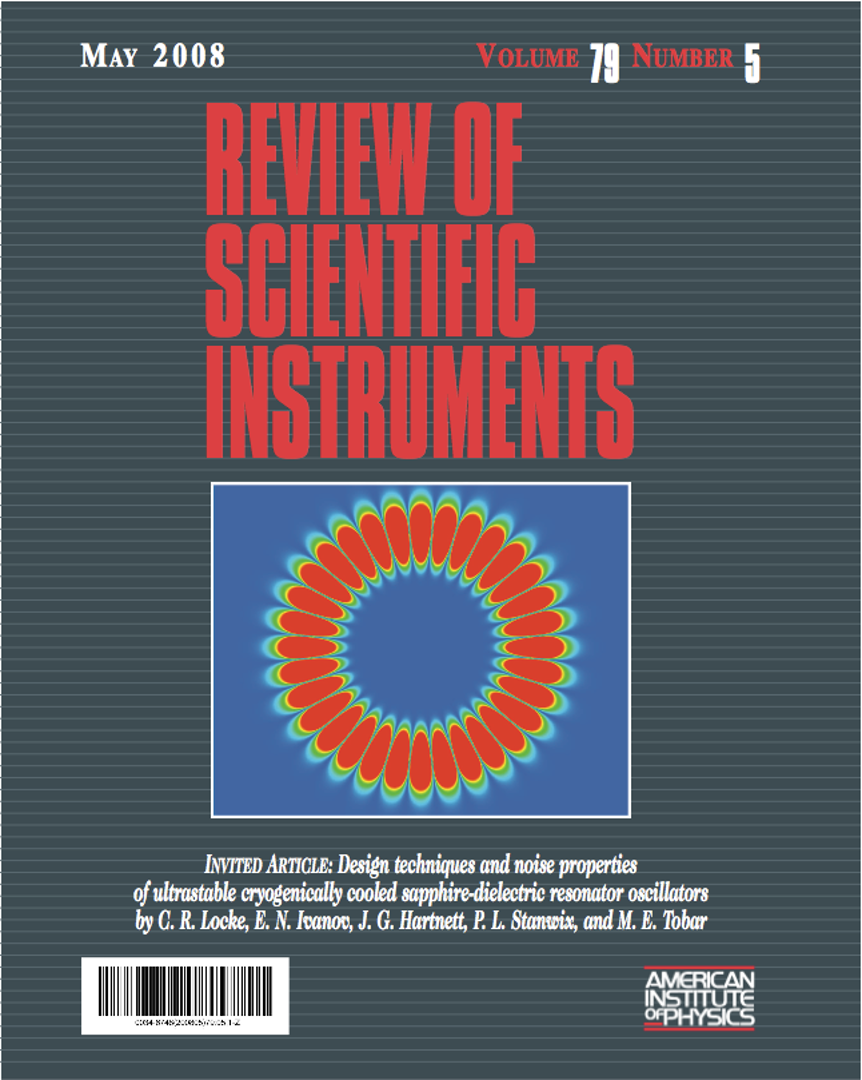 MAY 2008
VOLUME 79 NUMBER 5
REVIEW OF
SCIENTIFIC
INSTRUMENTS
INVITED ARTICLE: Design techniques and noise properties
of ultrastable cryogenically cooled sapphire-dielectric resonator oscillators
by C. R. Locke, E. N. Ivanov, J. G. Hartnett, P. L. Stanwix, and M. E. Tobar
AMERICAN
INSTITUTE
OF PHYSICS